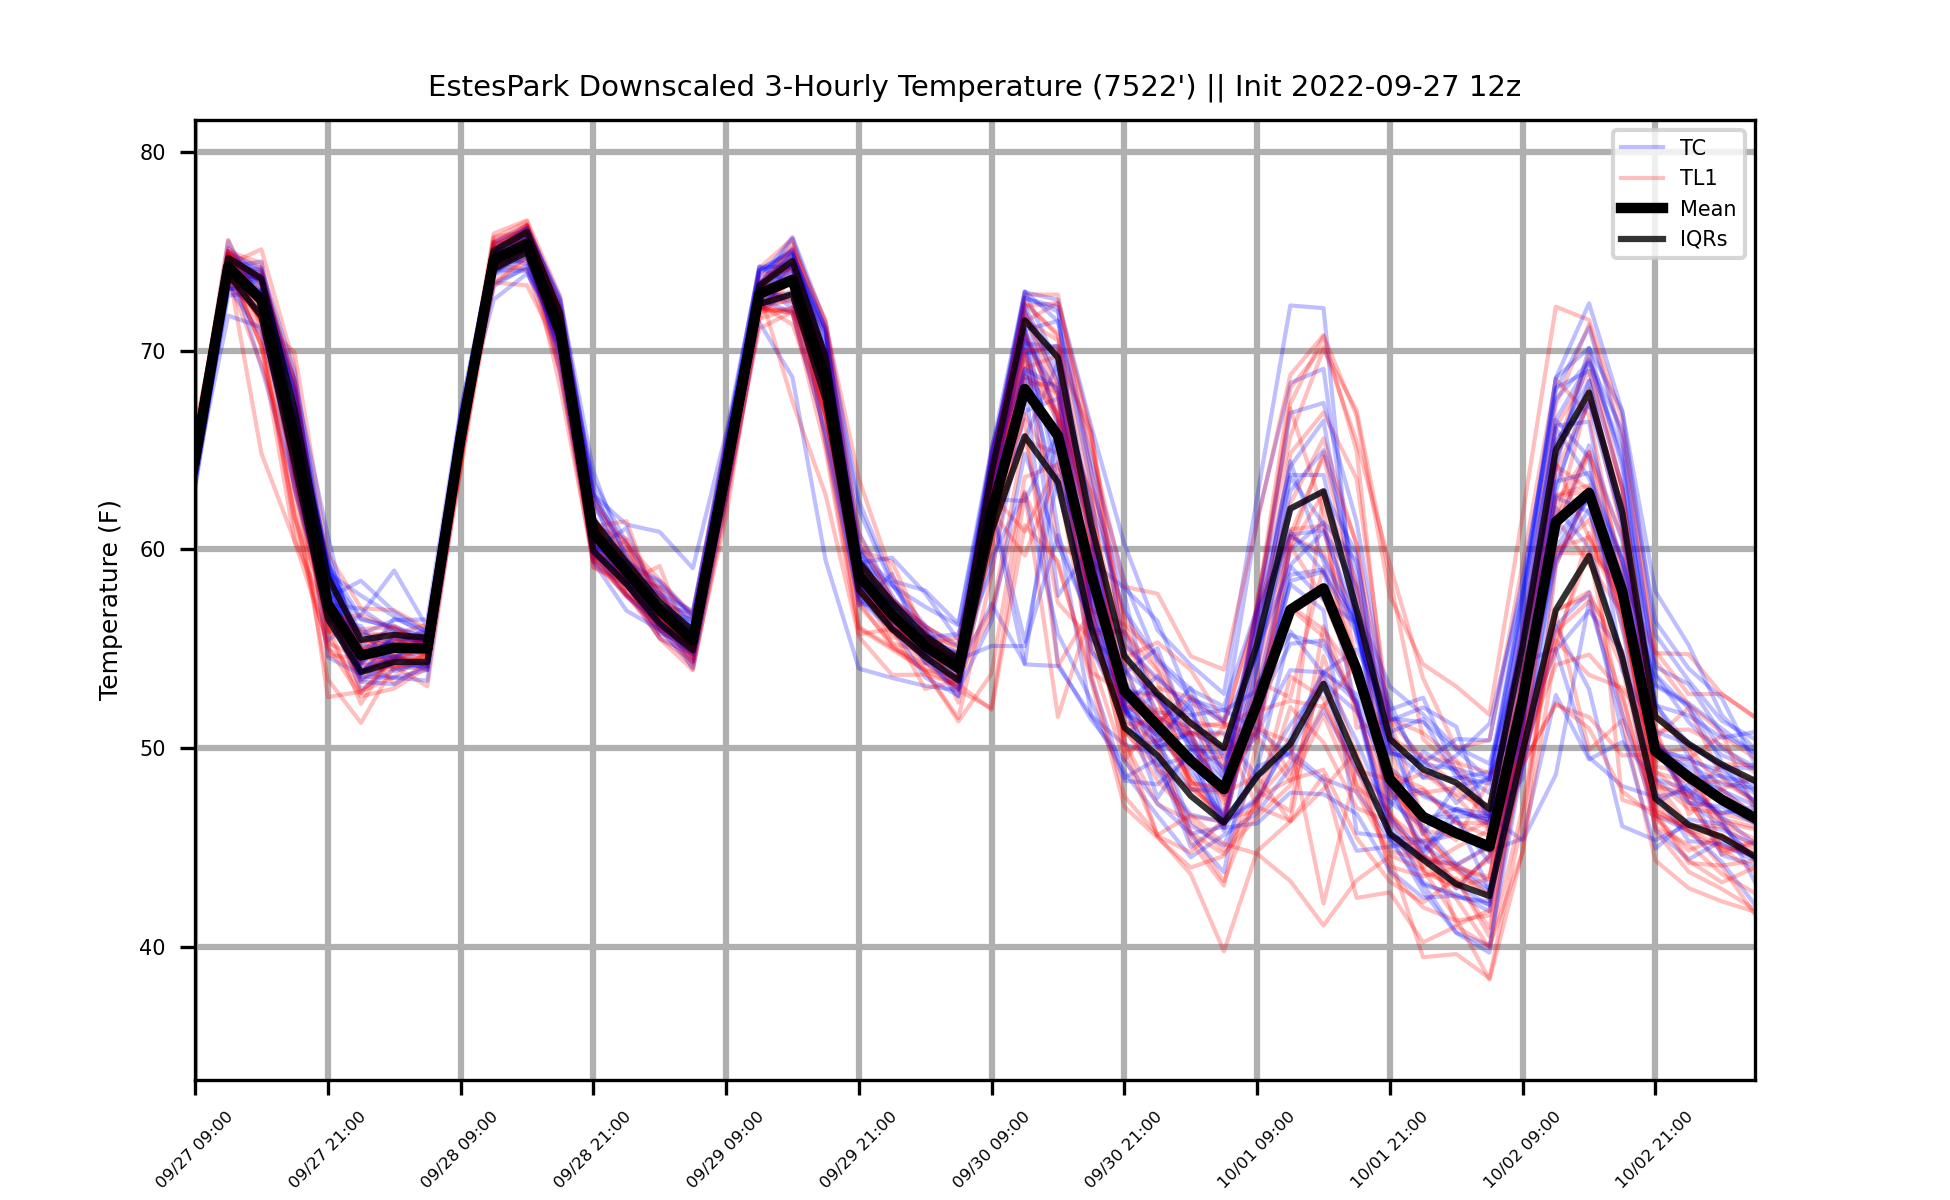 EstesPark Downscaled 3-Hourly Temperature (7522') || Init 2022-09-27 12z
TC
TL1
Mean
IQRs
Temperature (F)
80
70
60
50
40
09/27 09:00
09/27 21:00
09/28 09:00
09/28 21:00
09/29 09:00
09/29 21:00
09/30 09:00
09/30 21:00
10/01 09:00
10/01 21:00
10/02 09:00
10/02 21:00